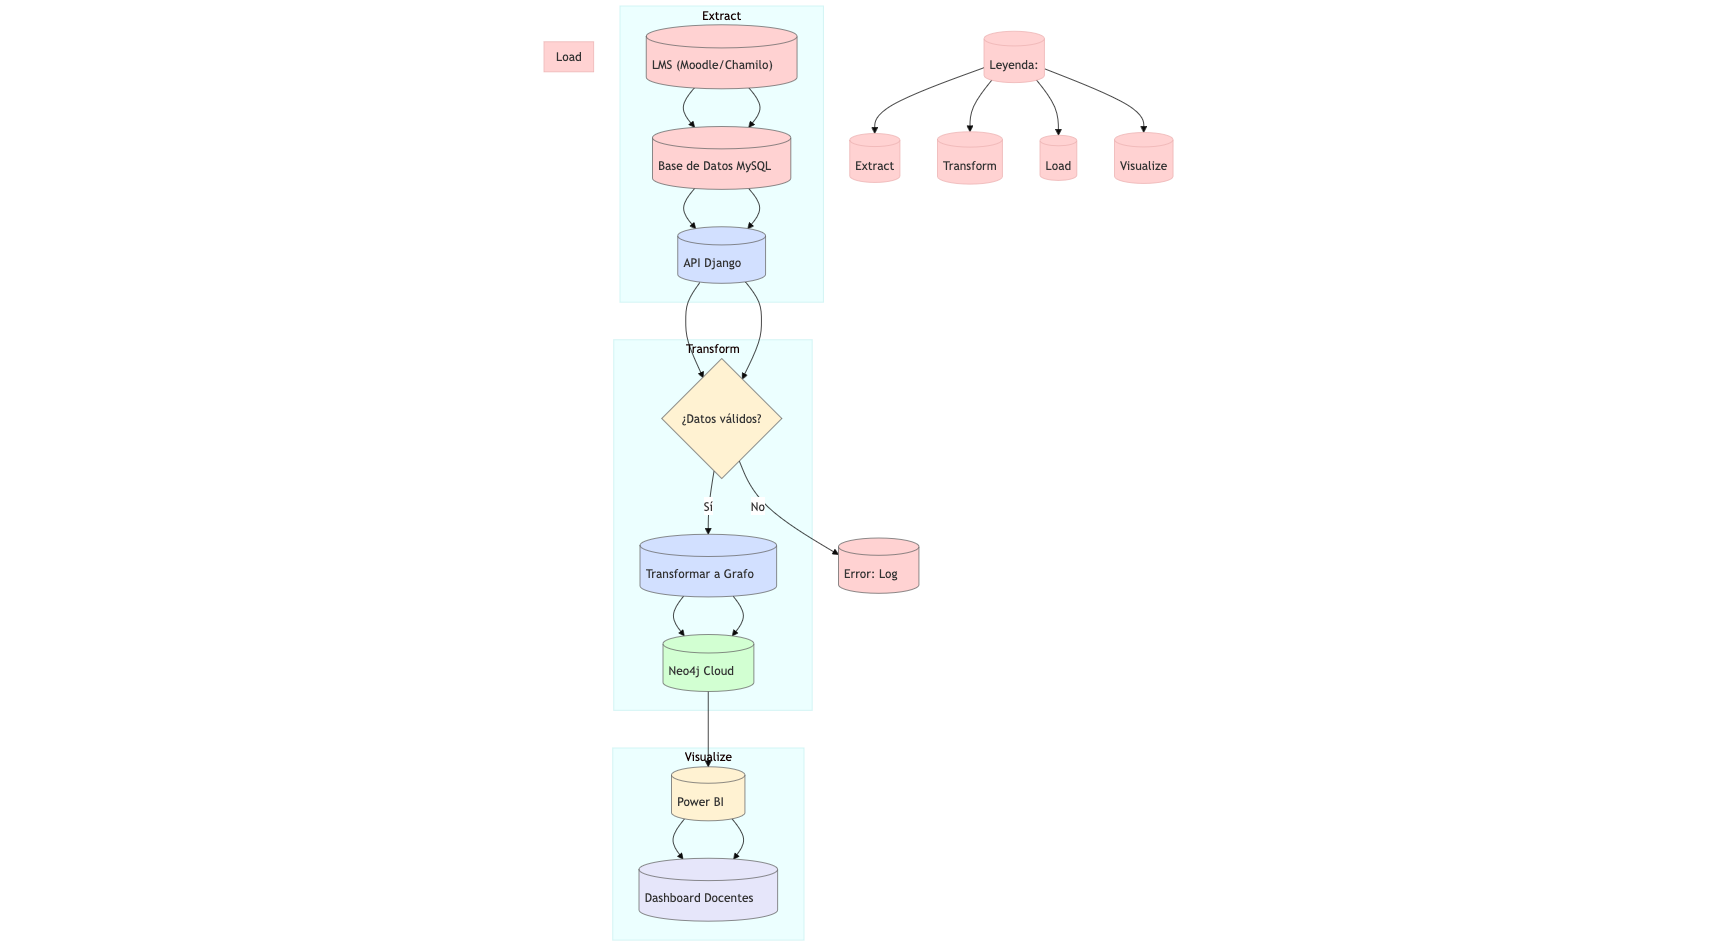 Extract
Load
LMS (Moodle/Chamilo)
Leyenda:
Base de Datos MySQL
Extract
Transform
Load
Visualize
API Django
Transform
¿Datos válidos?
Sí
No
Transformar a Grafo
Error: Log
Neo4j Cloud
Visualize
Power BI
Dashboard Docentes